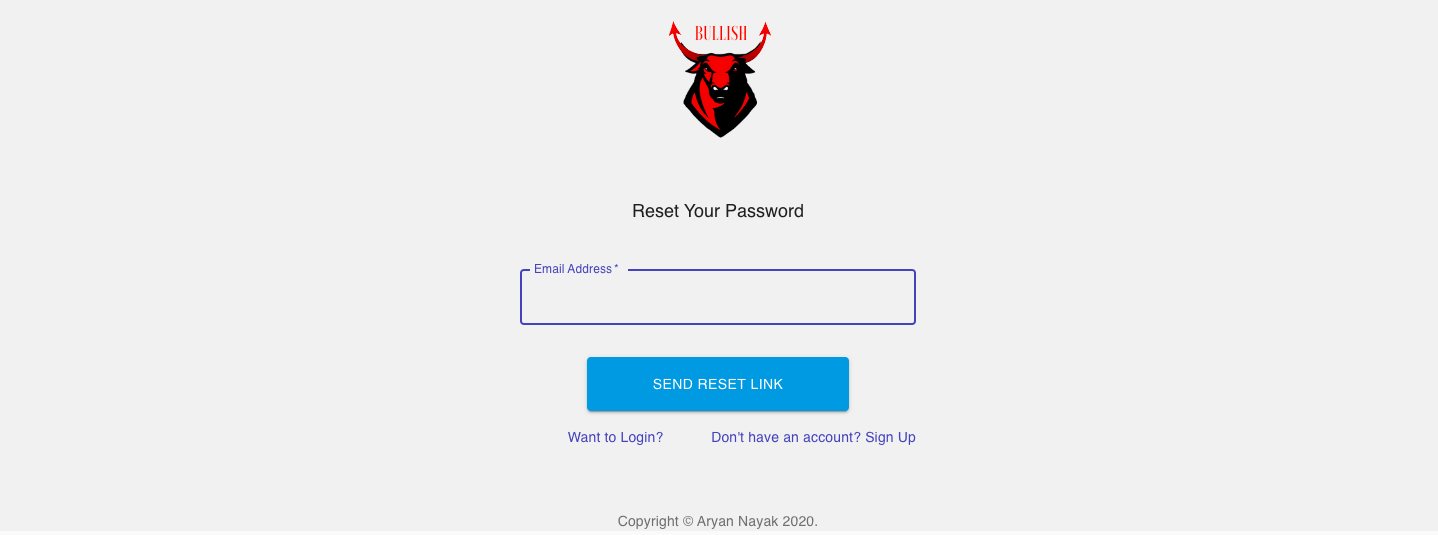 BULLISH
Reset Your Password
Email Address *
SEND RESET LINK
Want to Login? Don't have an account? Sign Up
Copyright © Aryan Nayak 2020.